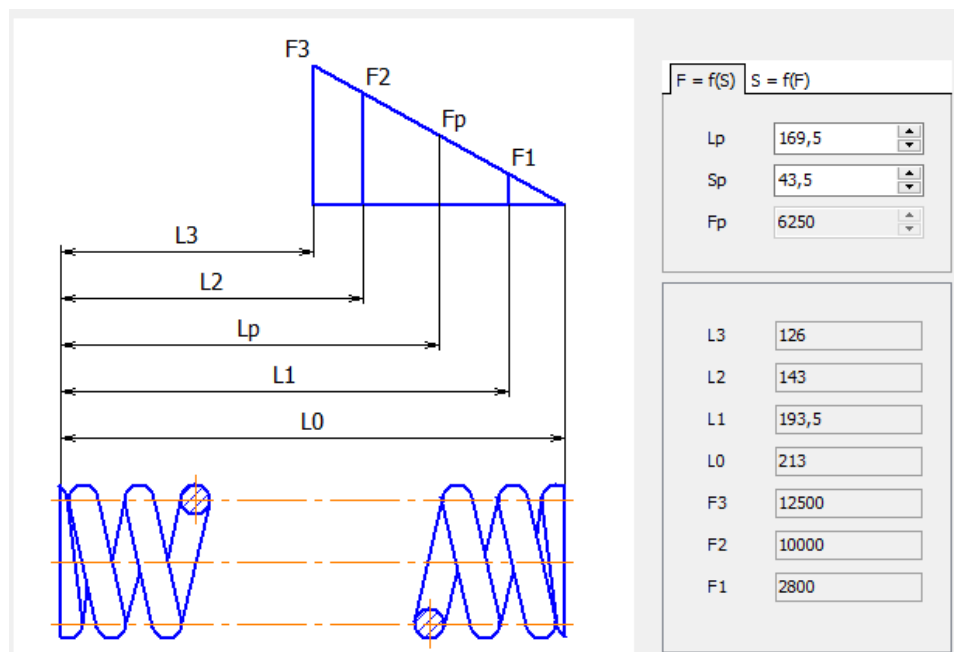 F3
F2
Fp
F1
L3
L2
Lp
L1
L0
F = f(S) S = f(F)
Lp 169,5
Sp 43,5
Fp 6250
L3 126
L2 143
L1 193,5
L0 213
F3 12500
F2 10000
F1 2800